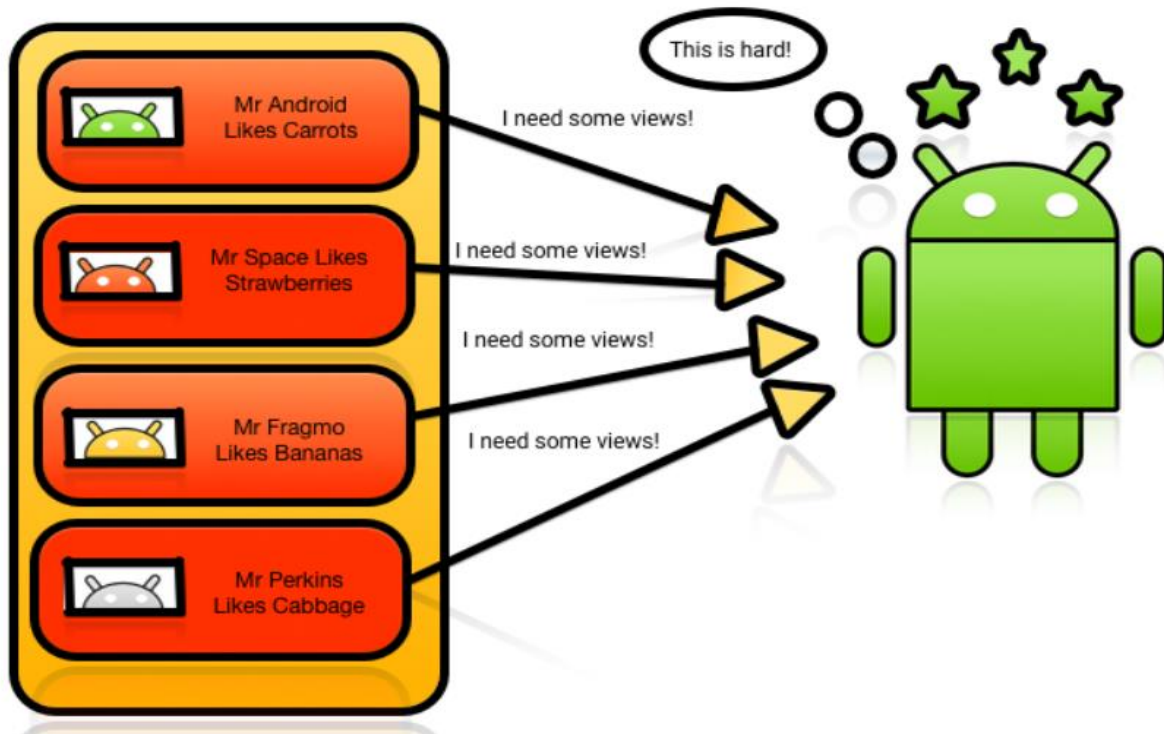 This is hard!
Mr Android
Likes Carrots
I need some views!
Mr Space Likes
Strawberries
I need some views!
Mr Fragmo
Likes Bananas
I need some views!
Mr Perkins
Likes Cabbage
I need some views!